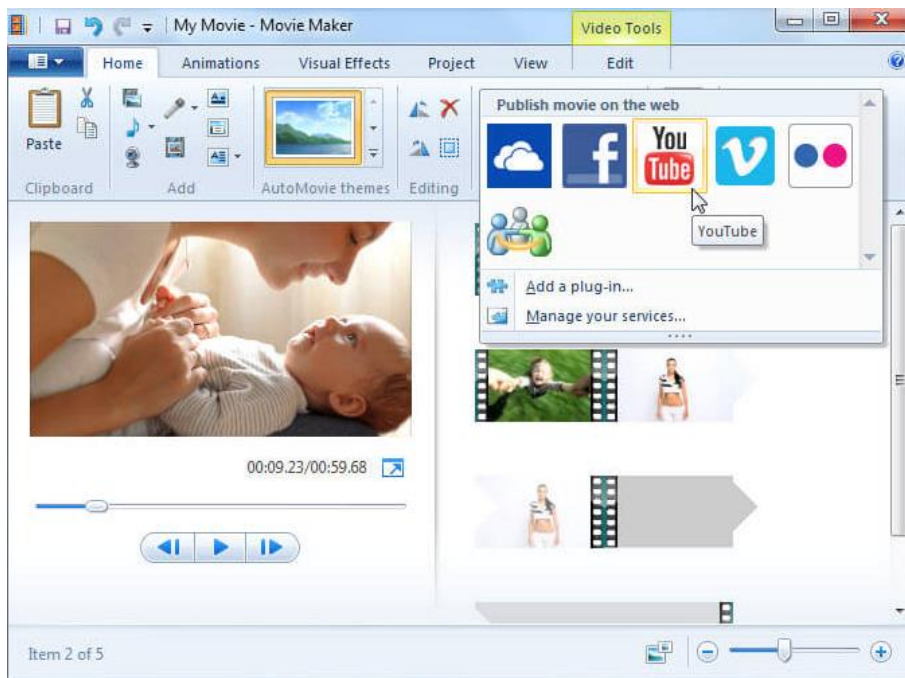 My Movie - Movie Maker
Video Tools
Home
Animations
Visual Effects
Project
View
Edit
Paste
Clipboard
Add
AutoMovie themes
Editing
Publish movie on the web
f
You
Tube
v
YouTube
Add a plug-in...
Manage your services...
00:09.23/00:59.68
Item 2 of 5